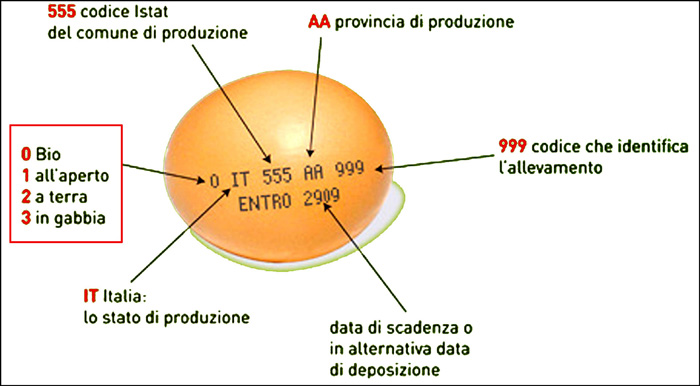 555 codice Istat
del comune di produzione
AA provincia di produzione
0 Bio
1 all'aperto
2 a terra
3 in gabbia
999 codice che identifica
l'allevamento
0 IT 555 AA 999
ENTRO 2909
IT Italia:
lo stato di produzione
data di scadenza o
in alternativa data
di deposizione